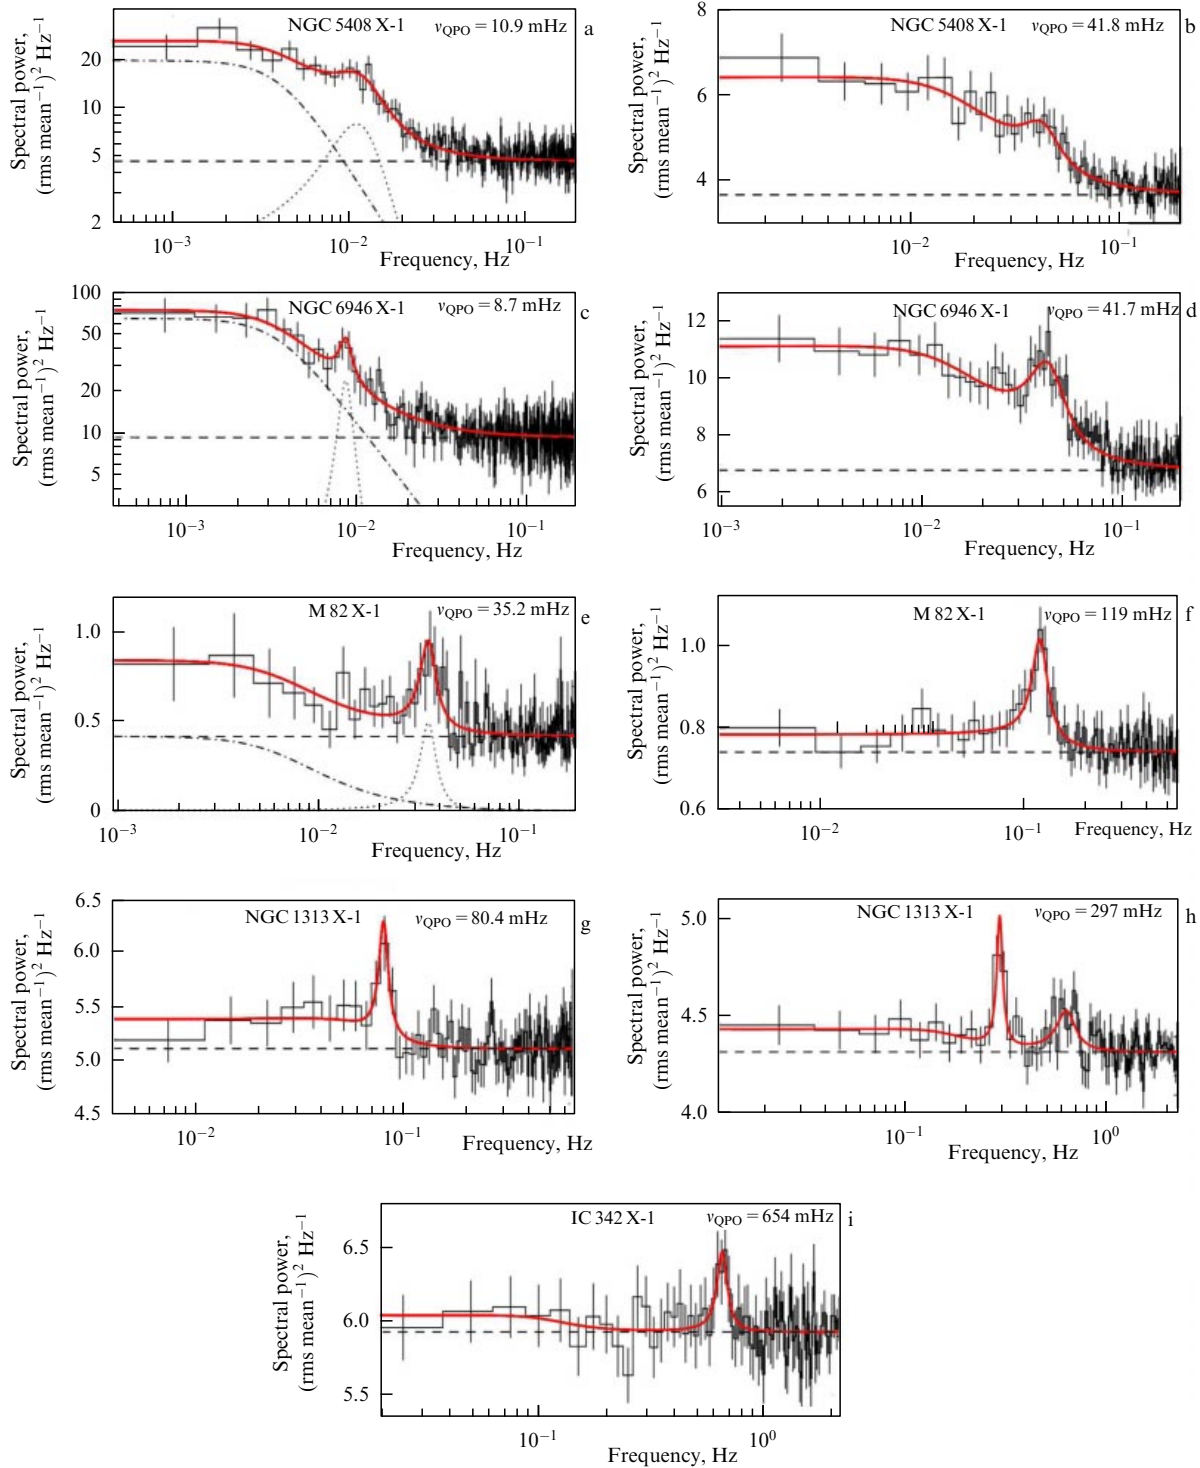 NGC 5408 X-1 νQPO = 10.9 mHz a
Spectral power,
(rms mean⁻¹)² Hz⁻¹
20
10
5
2
10⁻³ 10⁻² 10⁻¹
Frequency, Hz
NGC 5408 X-1 νQPO = 41.8 mHz b
Spectral power,
(rms mean⁻¹)² Hz⁻¹
8
6
4
10⁻² 10⁻¹
Frequency, Hz
NGC 6946 X-1 νQPO = 8.7 mHz c
Spectral power,
(rms mean⁻¹)² Hz⁻¹
100
50
20
10
5
10⁻³ 10⁻² 10⁻¹
Frequency, Hz
NGC 6946 X-1 νQPO = 41.7 mHz d
Spectral power,
(rms mean⁻¹)² Hz⁻¹
12
10
8
6
10⁻³ 10⁻² 10⁻¹
Frequency, Hz
M 82 X-1 νQPO = 35.2 mHz e
Spectral power,
(rms mean⁻¹)² Hz⁻¹
1.0
0.5
0
10⁻³ 10⁻² 10⁻¹
Frequency, Hz
M 82 X-1 νQPO = 119 mHz f
Spectral power,
(rms mean⁻¹)² Hz⁻¹
1.0
0.8
0.6
10⁻² 10⁻¹ Frequency, Hz
NGC 1313 X-1 νQPO = 80.4 mHz g
Spectral power,
(rms mean⁻¹)² Hz⁻¹
6.5
6.0
5.5
5.0
4.5
10⁻² 10⁻¹ Frequency, Hz
NGC 1313 X-1 νQPO = 297 mHz h
Spectral power,
(rms mean⁻¹)² Hz⁻¹
5.0
4.5
4.0
10⁻¹ 10⁰
Frequency, Hz
IC 342 X-1 νQPO = 654 mHz i
Spectral power,
(rms mean⁻¹)² Hz⁻¹
6.5
6.0
5.5
10⁻¹ 10⁰
Frequency, Hz